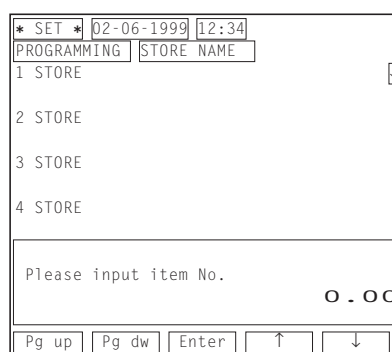 * SET * 02-06-1999 12:34
PROGRAMMING STORE NAME
1 STORE
2 STORE
3 STORE
4 STORE
Please input item No.
0.00
Pg up Pg dw Enter ↑ ↓